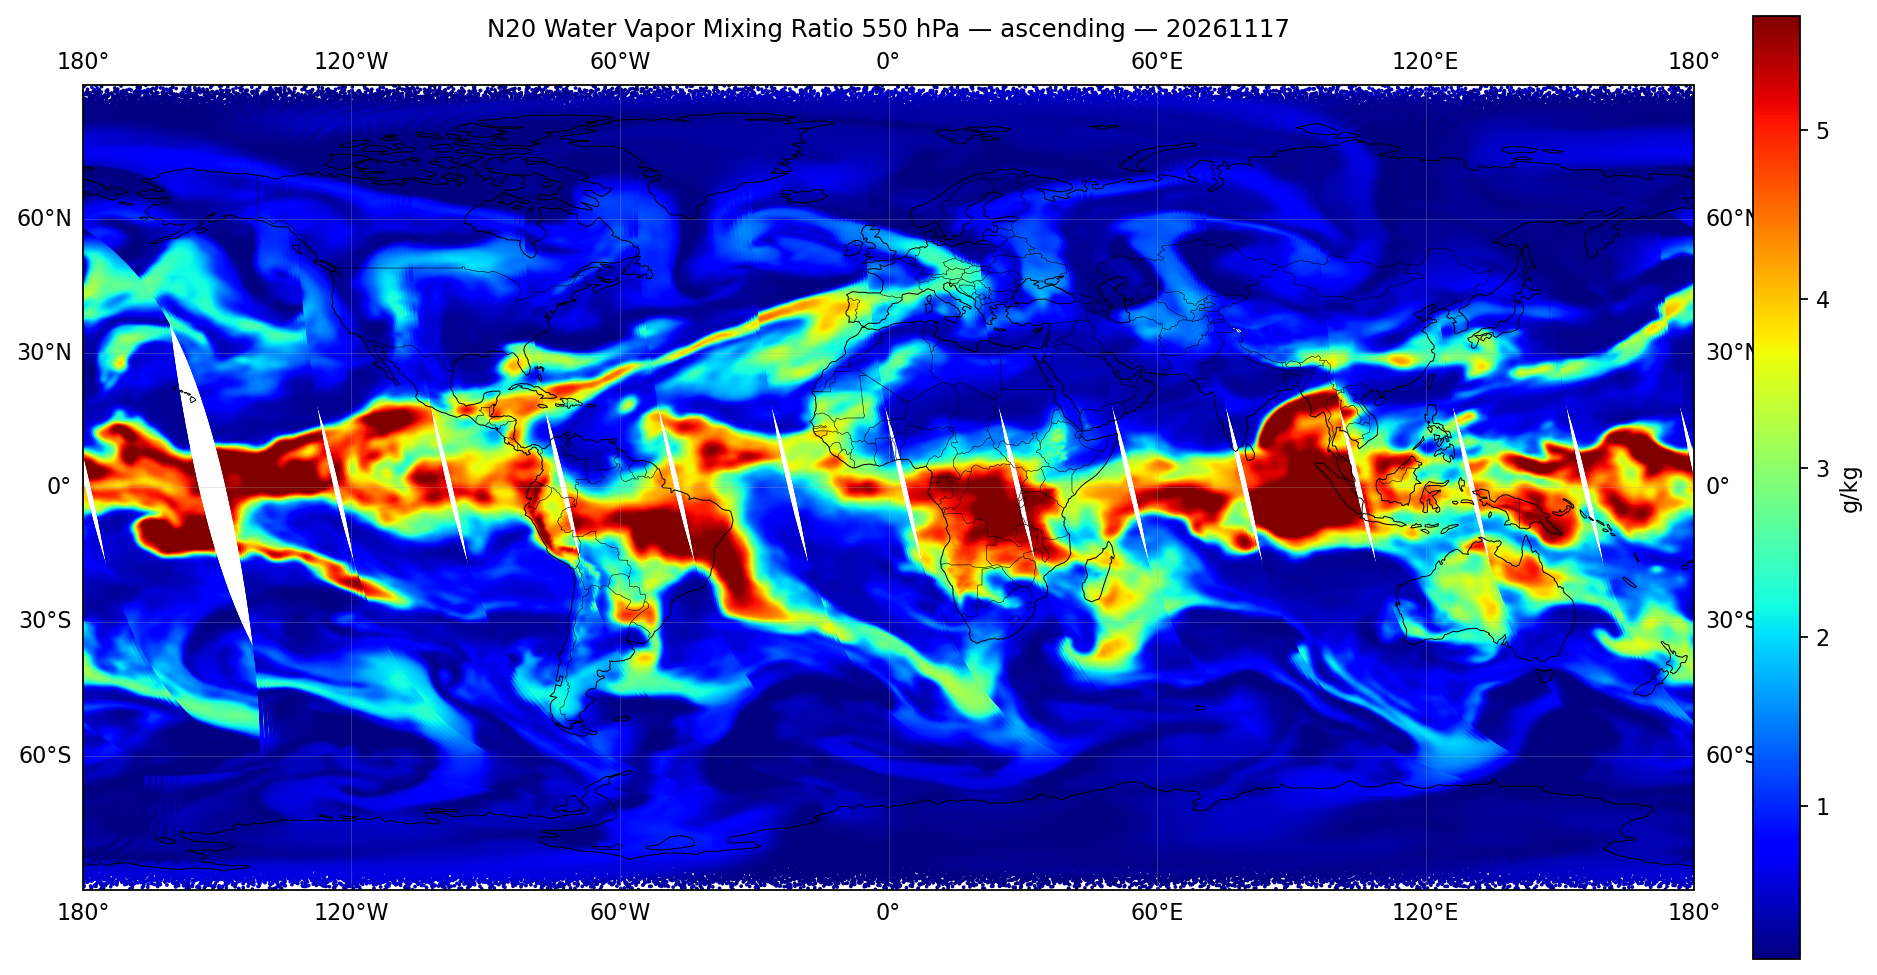 N20 Water Vapor Mixing Ratio 550 hPa — ascending — 20261117
180° 120°W 60°W 0° 60°E 120°E 180°
60°N 60°N
30°N 30°N
0° 0°
30°S 30°S
60°S 60°S
180° 120°W 60°W 0° 60°E 120°E 180°
5
4
3
2
1
g/kg